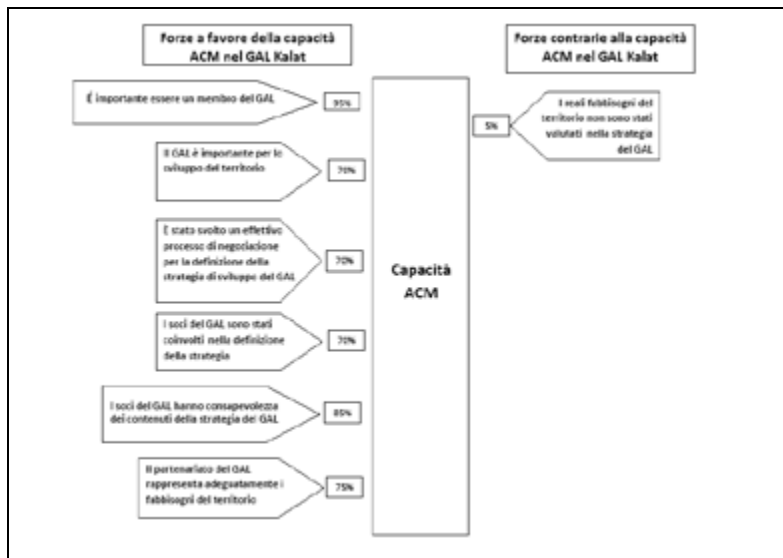 Forze a favore della capacità
ACM nel GAL Kalat
Forze contrarie alla capacità
ACM nel GAL Kalat
É importante essere un membro del GAL
95%
Il GAL è importante per lo
sviluppo del territorio
70%
È stato svolto un effettivo
processo di negoziazione
per la definizione della
strategia di sviluppo del GAL
70%
I soci del GAL sono stati
coinvolti nella definizione
della strategia
70%
I soci del GAL hanno consapevolezza
dei contenuti della strategia del GAL
85%
Il partenariato del GAL
rappresenta adeguatamente i
fabbisogni del territorio
75%
Capacità
ACM
5%
I reali fabbisogni del
territorio non sono stati
valutati nella strategia
del GAL